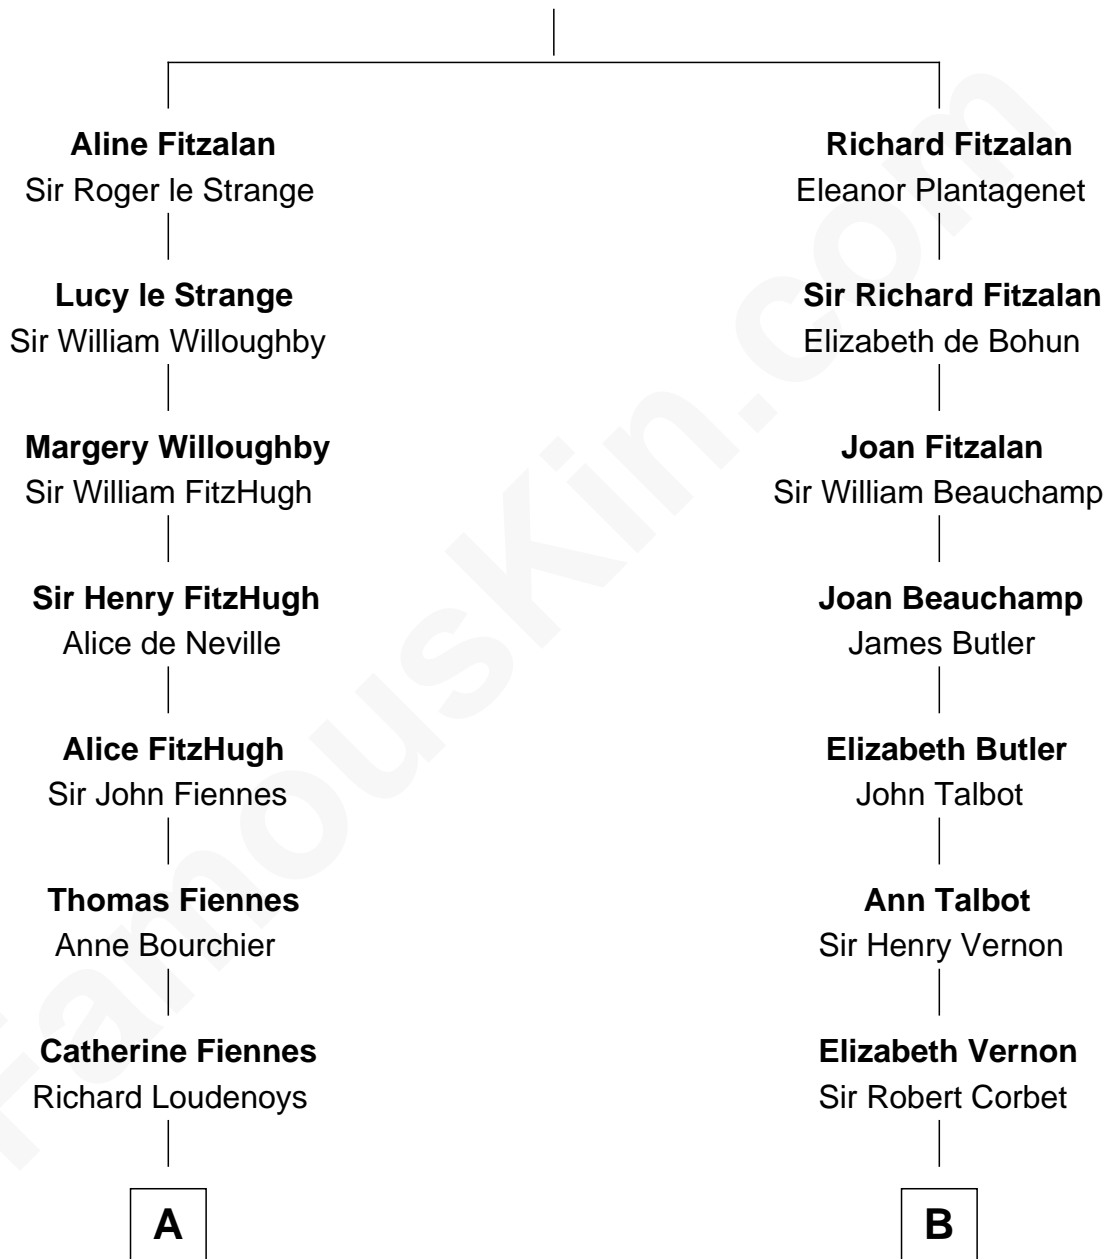 Aline Fitzalan
Sir Roger le Strange
Lucy le Strange
Sir William Willoughby
Margery Willoughby
Sir William FitzHugh
Sir Henry FitzHugh
Alice de Neville
Alice FitzHugh
Sir John Fiennes
Thomas Fiennes
Anne Bourchier
Catherine Fiennes
Richard Loudenoys
A
Richard Fitzalan
Eleanor Plantagenet
Sir Richard Fitzalan
Elizabeth de Bohun
Joan Fitzalan
Sir William Beauchamp
Joan Beauchamp
James Butler
Elizabeth Butler
John Talbot
Ann Talbot
Sir Henry Vernon
Elizabeth Vernon
Sir Robert Corbet
B
FamousKin.com